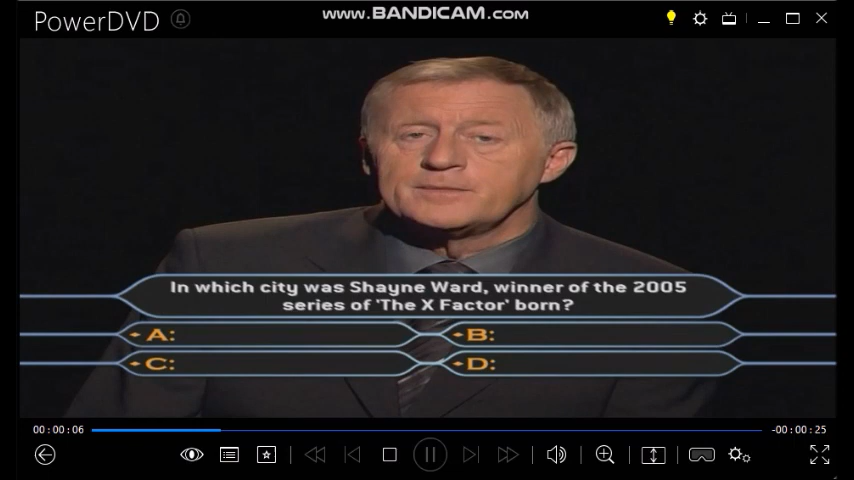 PowerDVD
www.BANDICAM.com
In which city was Shayne Ward, winner of the 2005
series of 'The X Factor' born?
A:
B:
C:
D:
00:00:06
-00:00:25